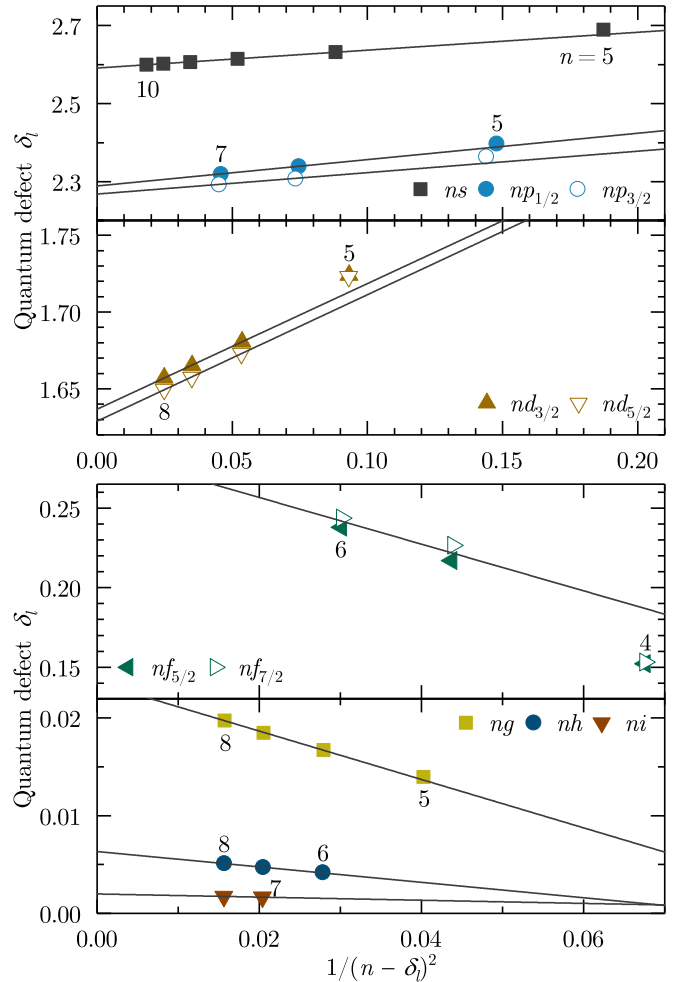 2.7
n = 5
2.5
10
5
7
2.3
ns np1/2 np3/2
Quantum defect δl
1.75
5
1.70
1.65
8
nd3/2 nd5/2
0.00 0.05 0.10 0.15 0.20
0.25
6
0.20
4
0.15
nf5/2 nf7/2
Quantum defect δl
0.02
ng nh ni
8
5
0.01
8
6
7
0.00
0.00 0.02 0.04 0.06
1/(n − δl)²